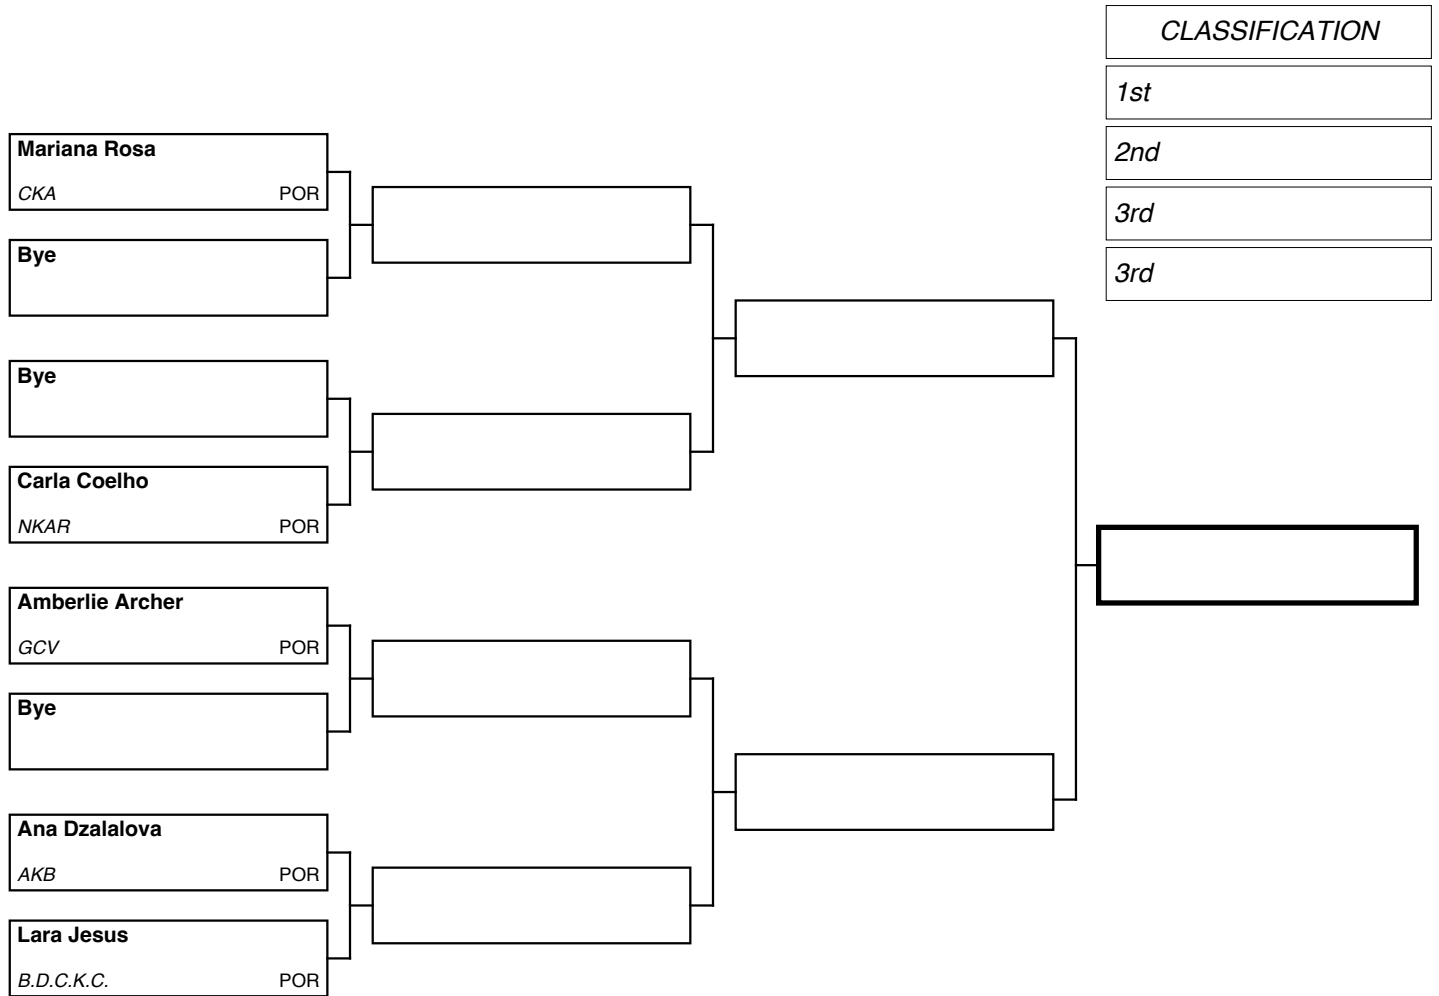 CLASSIFICATION
1st
2nd
3rd
3rd
Mariana Rosa
CKA POR
Bye
Bye
Carla Coelho
NKAR POR
Amberlie Archer
GCV POR
Bye
Ana Dzalalova
AKB POR
Lara Jesus
B.D.C.K.C. POR